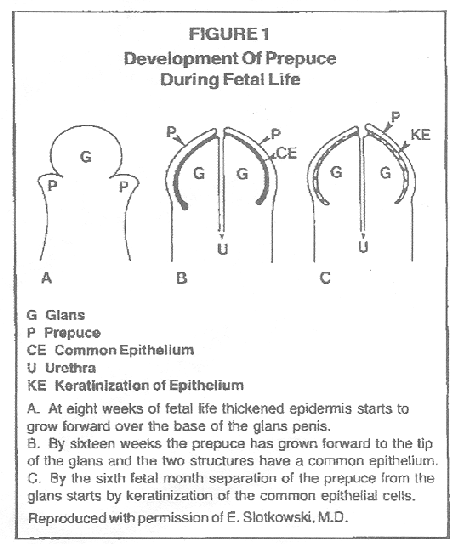 FIGURE 1
Development Of Prepuce
During Fetal Life
G
P
P
A
P
P
CE
G
G
U
B
P
KE
G
G
U
C
G Glans
P Prepuce
CE Common Epithelium
U Urethra
KE Keratinization of Epithelium
A. At eight weeks of fetal life thickened epidermis starts to
grow forward over the base of the glans penis.
B. By sixteen weeks the prepuce has grown forward to the tip
of the glans and the two structures have a common epithelium.
C. By the sixth fetal month separation of the prepuce from the
glans starts by keratinization of the common epithelial cells.
Reproduced with permission of E. Slotkowski, M.D.